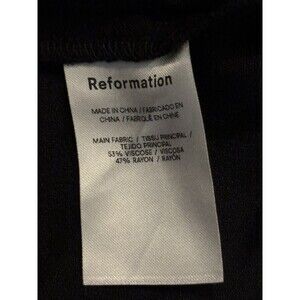 Reformation
MADE IN CHINA / FABRICADO EN
CHINA / FABRIQUÉ EN CHINE
MAIN FABRIC / TISSU PRINCIPAL /
TEJIDO PRINCIPAL
53% VISCOSE / VISCOSA
47% RAYON / RAYÓN